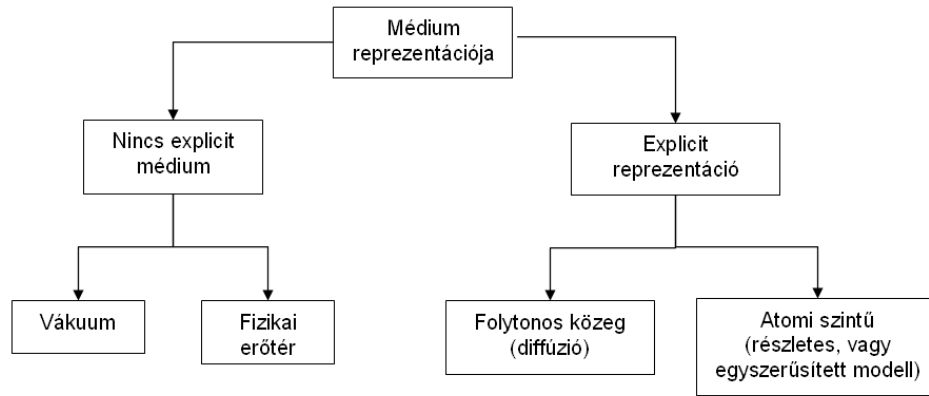 Médium
reprezentációja
Nincs explicit
médium
Explicit
reprezentáció
Vákuum
Fizikai
erőtér
Folytonos közeg
(diffúzió)
Atomi szintű
(részletes, vagy
egyszerűsített modell)